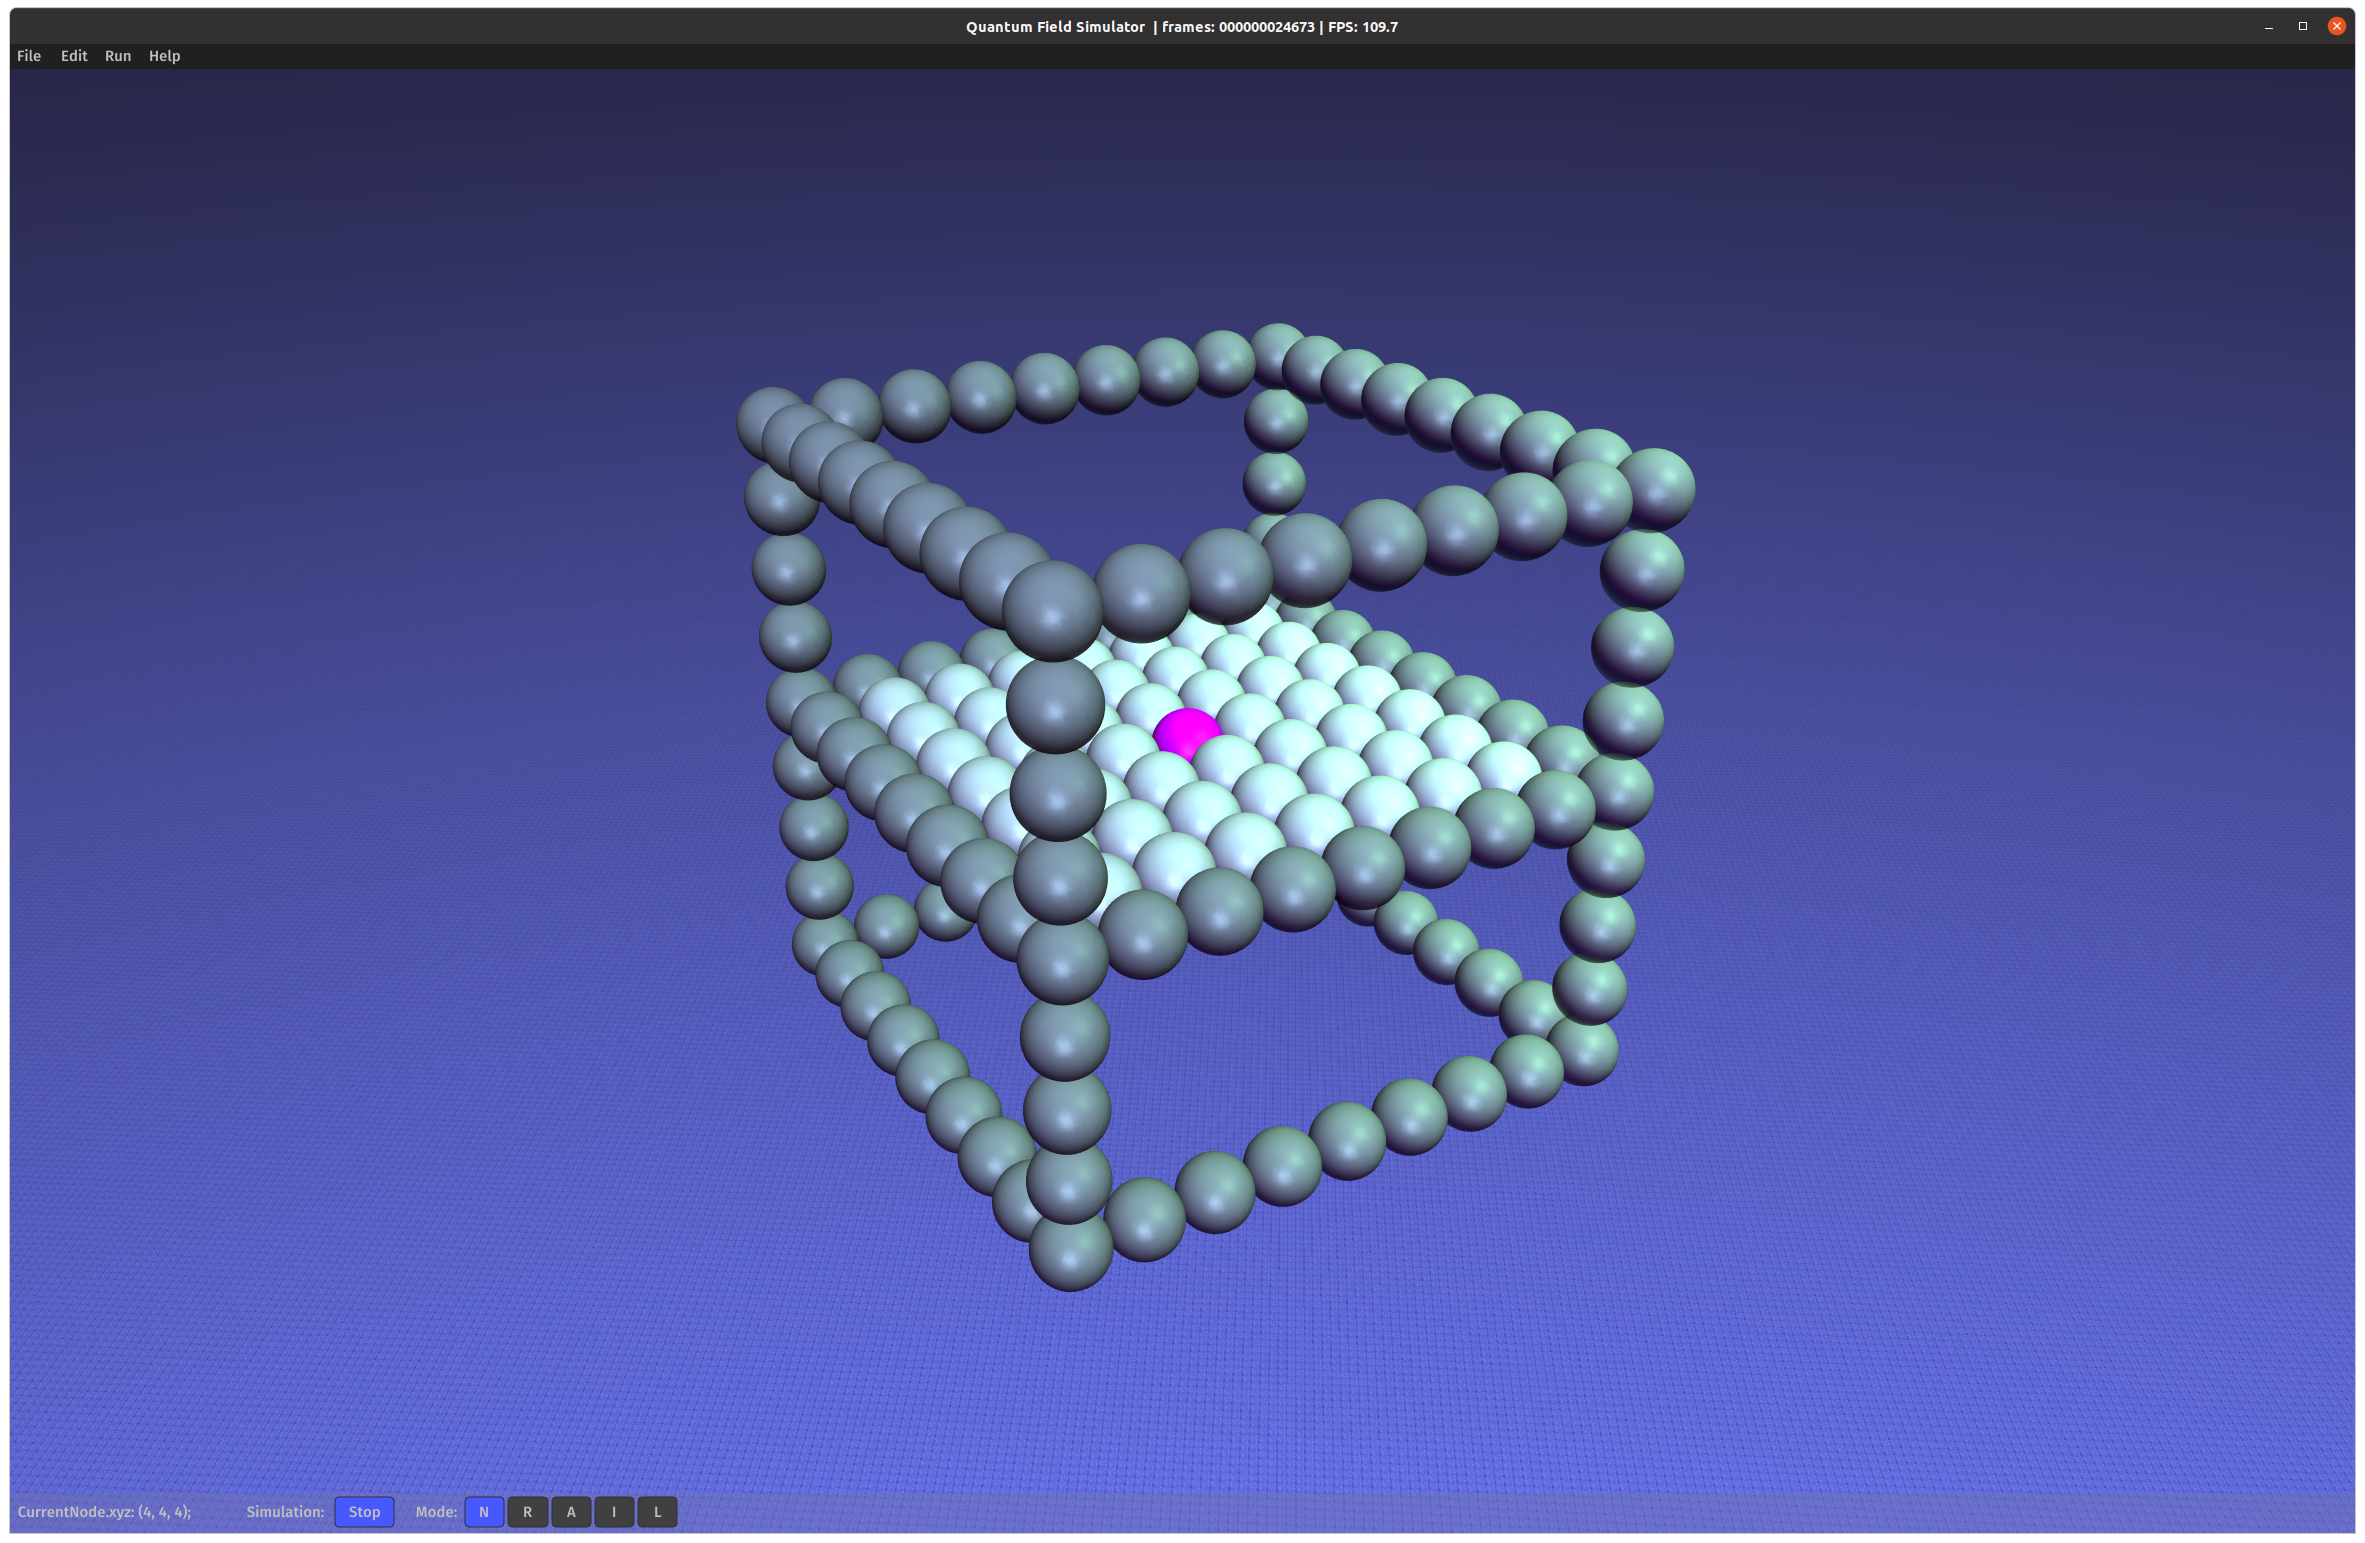 Quantum Field Simulator | frames: 000000024673 | FPS: 109.7
File Edit Run Help
CurrentNode.xyz: (4, 4, 4); Simulation: Stop Mode: N R A I L